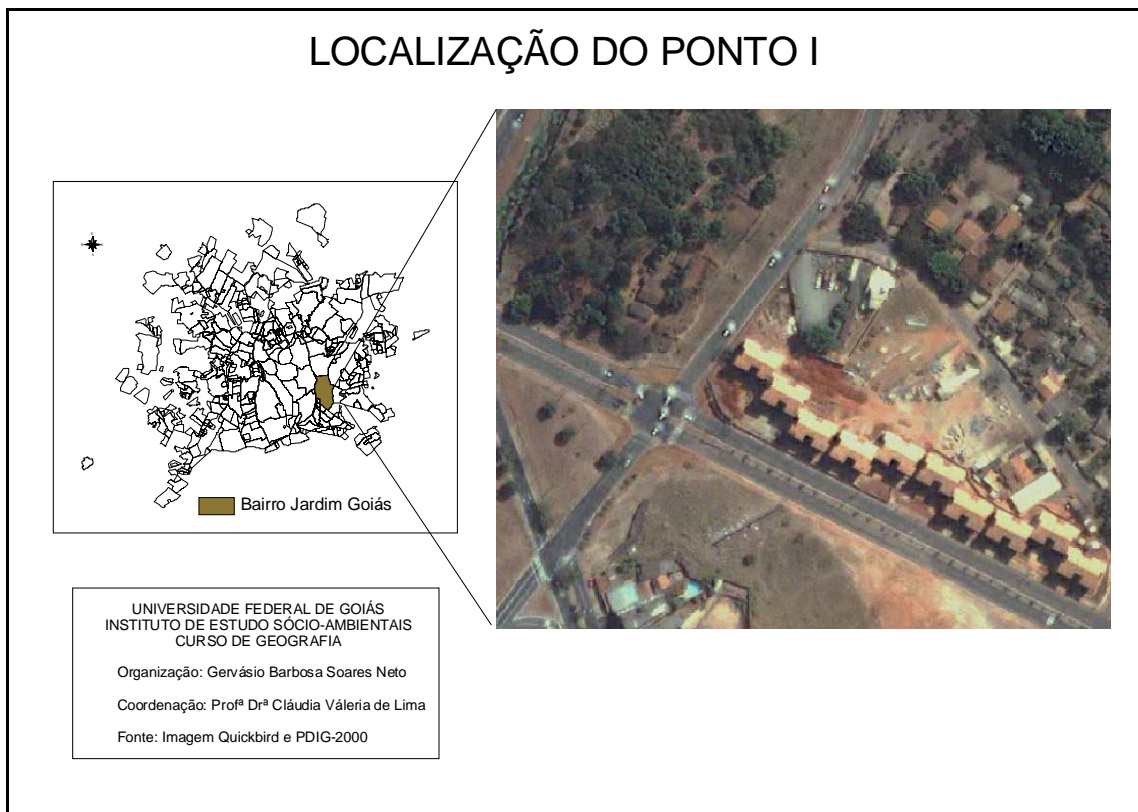 LOCALIZAÇÃO DO PONTO I
Bairro Jardim Goiás
UNIVERSIDADE FEDERAL DE GOIÁS
INSTITUTO DE ESTUDO SÓCIO-AMBIENTAIS
CURSO DE GEOGRAFIA
Organização: Gervásio Barbosa Soares Neto
Coordenação: Profª Drª Cláudia Váleria de Lima
Fonte: Imagem Quickbird e PDIG-2000